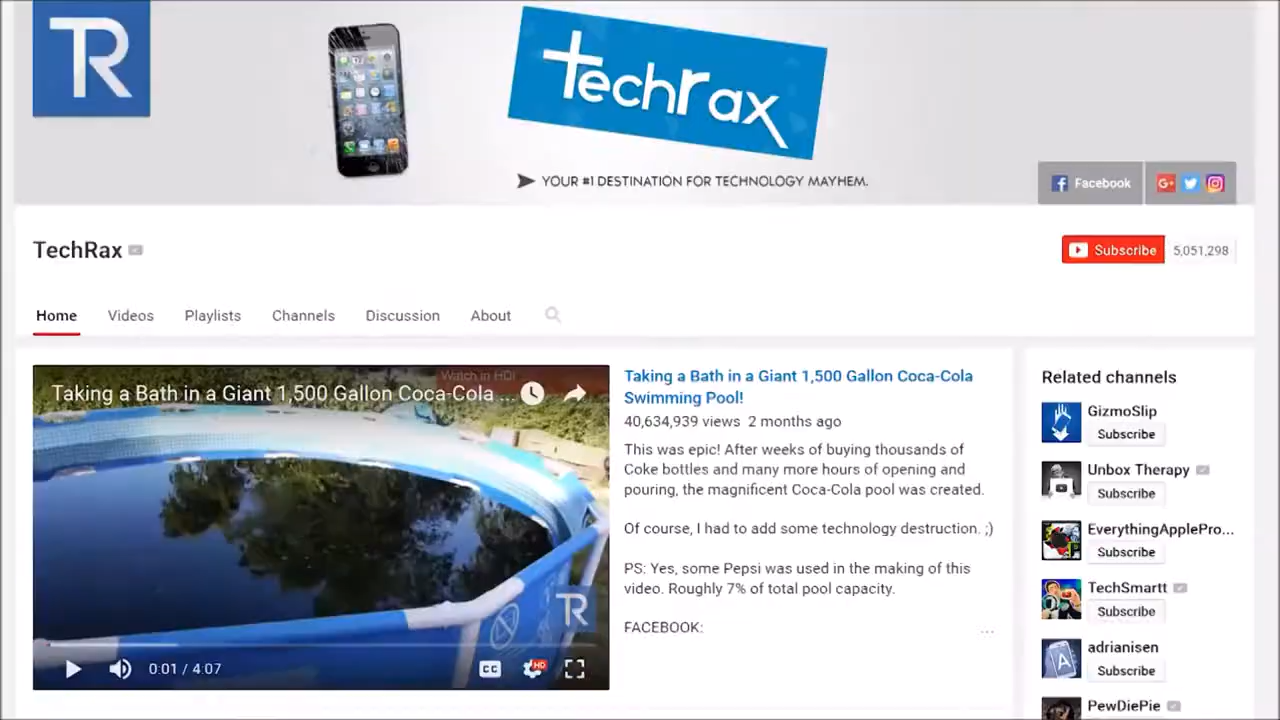 TR
techrax
YOUR #1 DESTINATION FOR TECHNOLOGY MAYHEM.
Facebook
TechRax
Subscribe 5,051,298
Home Videos Playlists Channels Discussion About
Watch in HD!
Taking a Bath in a Giant 1,500 Gallon Coca-Cola ...
TR
0:01 / 4:07
CC
HD
Taking a Bath in a Giant 1,500 Gallon Coca-Cola
Swimming Pool!
40,634,939 views 2 months ago
This was epic! After weeks of buying thousands of
Coke bottles and many more hours of opening and
pouring, the magnificent Coca-Cola pool was created.
Of course, I had to add some technology destruction. ;)
PS: Yes, some Pepsi was used in the making of this
video. Roughly 7% of total pool capacity.
FACEBOOK:
...
Related channels
GizmoSlip
Subscribe
Unbox Therapy
Subscribe
EverythingApplePro...
Subscribe
TechSmartt
Subscribe
adrianisen
Subscribe
PewDiePie